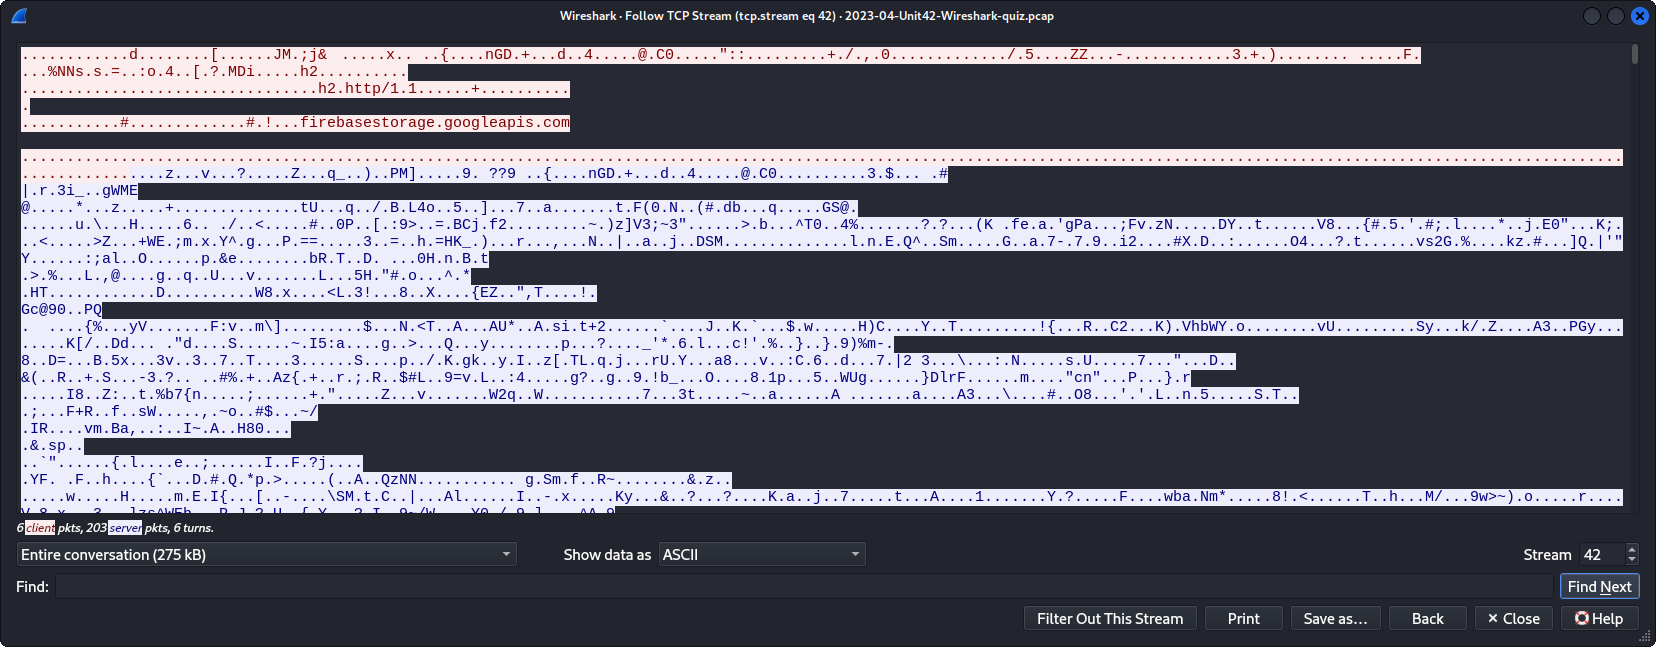 Wireshark · Follow TCP Stream (tcp.stream eq 42) · 2023-04-Unit42-Wireshark-quiz.pcap
............d........[......JM.;j& .....x.. ..{....nGD.+...d..4.....@.C0....."::.........+./.,.0............./.5....ZZ...-............3.+.)........ .....F.
...%NNs.s.=..:o.4..[.?.MDi.....h2..........
.................................h2.http/1.1......+..........
.
...........#.............#.!...firebasestorage.googleapis.com
................z...v...?.....Z...q_..)..PM].....9. ??9 ..{....nGD.+...d..4.....@.C0..........3.$... .#
|.r.3i_..gWME
@.....*...z.....+..............tU...q../.B.L4o..5..]...7..a.......t.F(0.N..(#.db...q.....GS@.
......u.\...H.....6.. ./...<.....#..0P..[.:9>..=.BCj.f2.........~.)z]V3;~3"......>.b...^T0..4%.......?.?...(K .fe.a.'gPa...;Fv.zN.....DY..t......V8...{#.5.'.#;.l....*..j.E0"...K;.
..<.....>Z...+WE.;m.x.Y^.g...P.==.....3..=..h.=HK_.)...r...,...N..|..a..j..DSM..............l.n.E.Q^..Sm.....G..a.7-.7.9..i2....#X.D..:......O4...?.t......vs2G.%....kz.#...]Q.|'"
Y......:;al..O......p.&e........bR.T..D. ...0H.n.B.t
.>.%...L.,@....g..q..U...v.......L...5H."#.o...^.*
.HT............D..........W8.x....<L.3!...8..X....{EZ..",T....!.
Gc@90..PQ
.  ....{%...yV.......F:v..m\].........$...N.<T..A...AU*..A.si.t+2......`....J..K.`...$.w.....H)C....Y..T.........!{...R..C2...K).VhbWY.o........vU.........Sy...k/.Z....A3..PGy...
.....K[/..Dd... ."d....S......~.I5:a....g..>...Q...y........p...?...._'*.6.l...c!'.%..}..}.9)%m-.
8..D=...B.5x...3v..3..7..T....3......S....p../.K.gk..y.I..z[.TL.q.j...rU.Y...a8...v..:C.6..d...7.|2 3...\...:.N.....s.U.....7..."...D..
&(..R..+.S...-3.?.. ..#%.+..Az{.+..r.;.R..$#L..9=v.L..:4.....g?..g..9.!b_...O....8.1p...5..WUg......}DlrF......m...."cn"...P...}.r
.....I8..Z:..t.%b7{n.....;......+."....Z...v.......W2q..W...........7...3t.....~..a......A .......a....A3...\....#..O8...'.'.L..n.5.....S.T..
.;...F+R..f..sW.....,.~o..#$...~/
.IR....vm.Ba,..:..I~.A..H80...
.&.sp..
..`"......{.l....e..;......I..F.?j....
.YF. .F..h....{`...D.#.Q.*p.>.....(..A..QzNN........... g.Sm.f..R~........&.z..
.....w.....H.....m.E.I{...[..-....\SM.t.C..|...Al......I..-.x.....Ky...&..?...?....K.a..j..7.....t...A....1.......Y.?.....F....wba.Nm*.....8!.<......T..h...M/...9w>~).o.....r....
6 client pkts, 203 server pkts, 6 turns.
Entire conversation (275 kB)
Show data as
ASCII
Stream
42
Find:
Find Next
Filter Out This Stream
Print
Save as…
Back
Close
Help